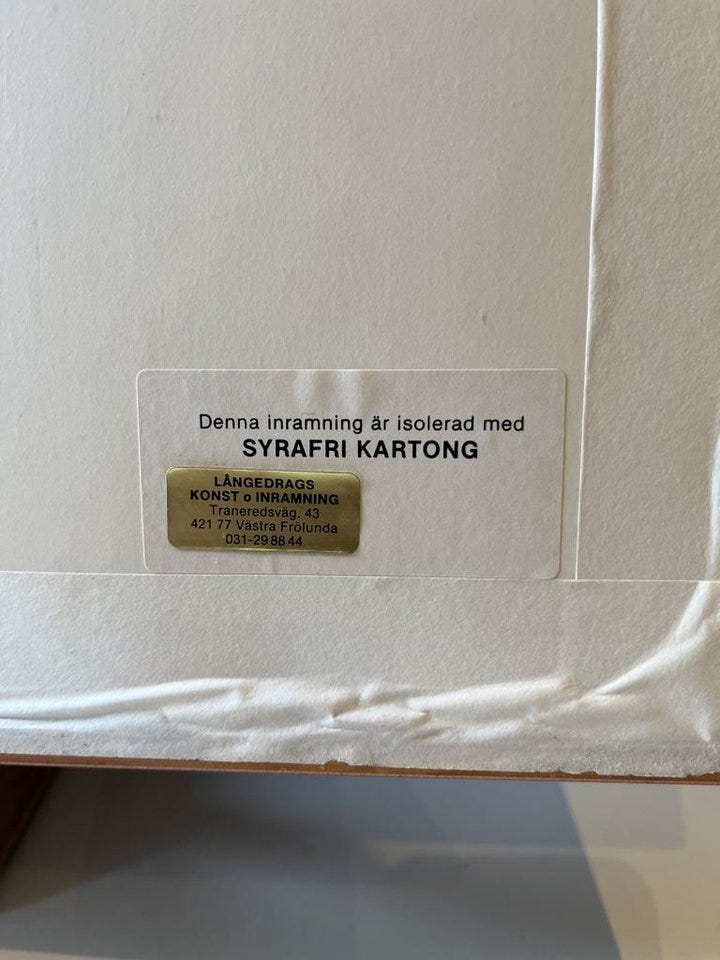 Denna inramning är isolerad med
SYRAFRI KARTONG
LÅNGEDRAGS
KONST o INRAMNING
Traneredsväg. 43
421 77 Västra Frölunda
031-29 88 44